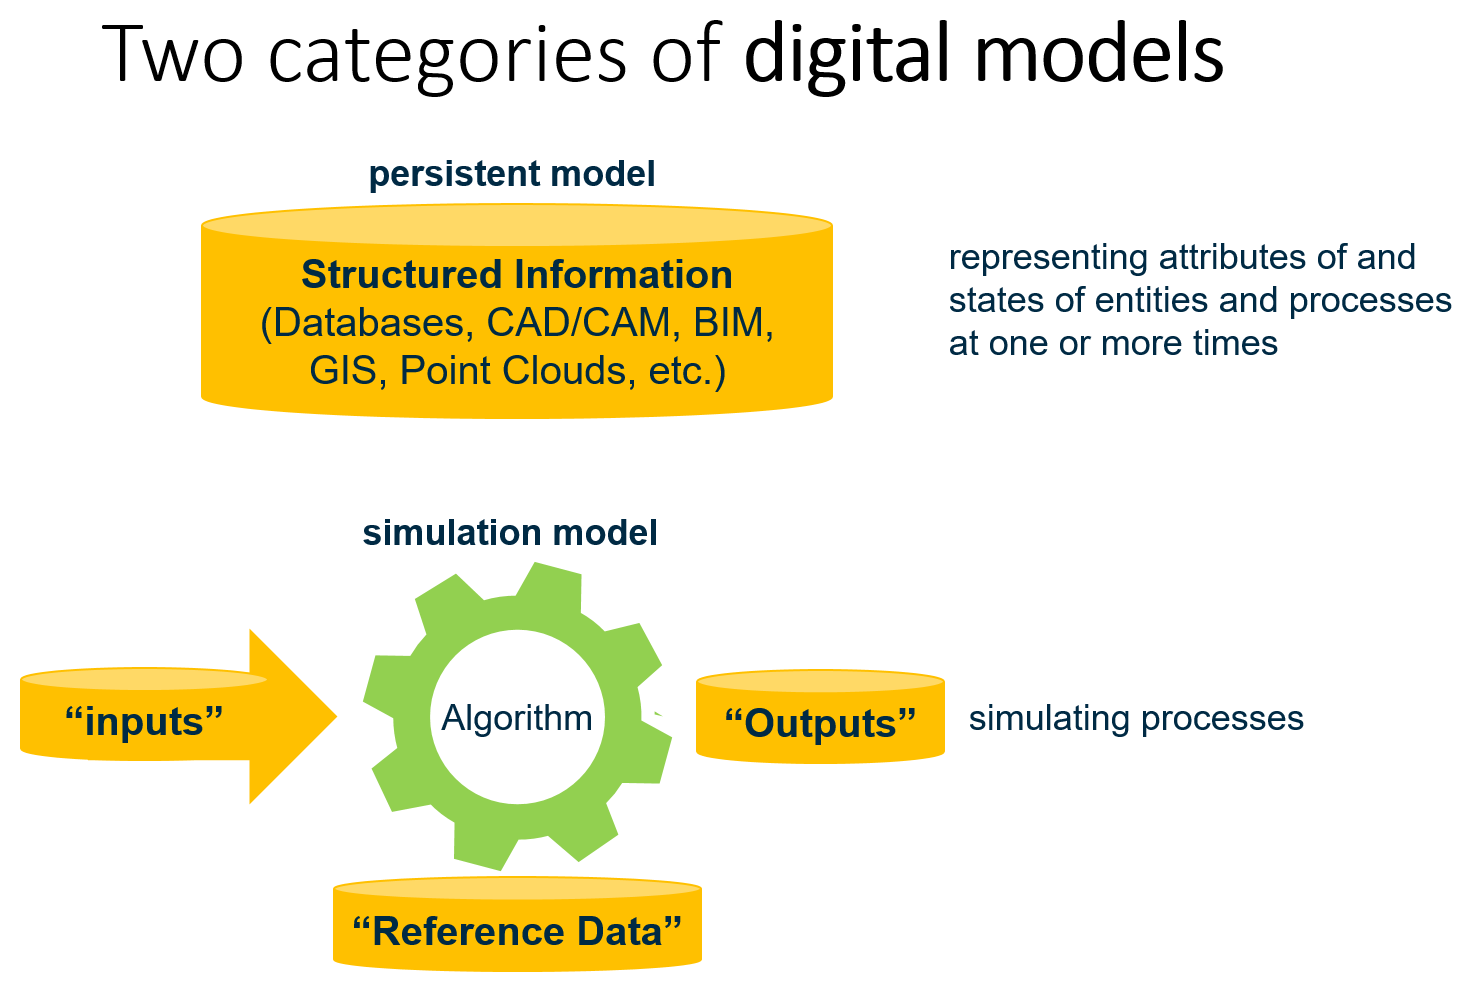 Two categories of digital models
persistent model
Structured Information
(Databases, CAD/CAM, BIM,
GIS, Point Clouds, etc.)
representing attributes of and
states of entities and processes
at one or more times
simulation model
“inputs”
Algorithm
“Outputs”
simulating processes
“Reference Data”